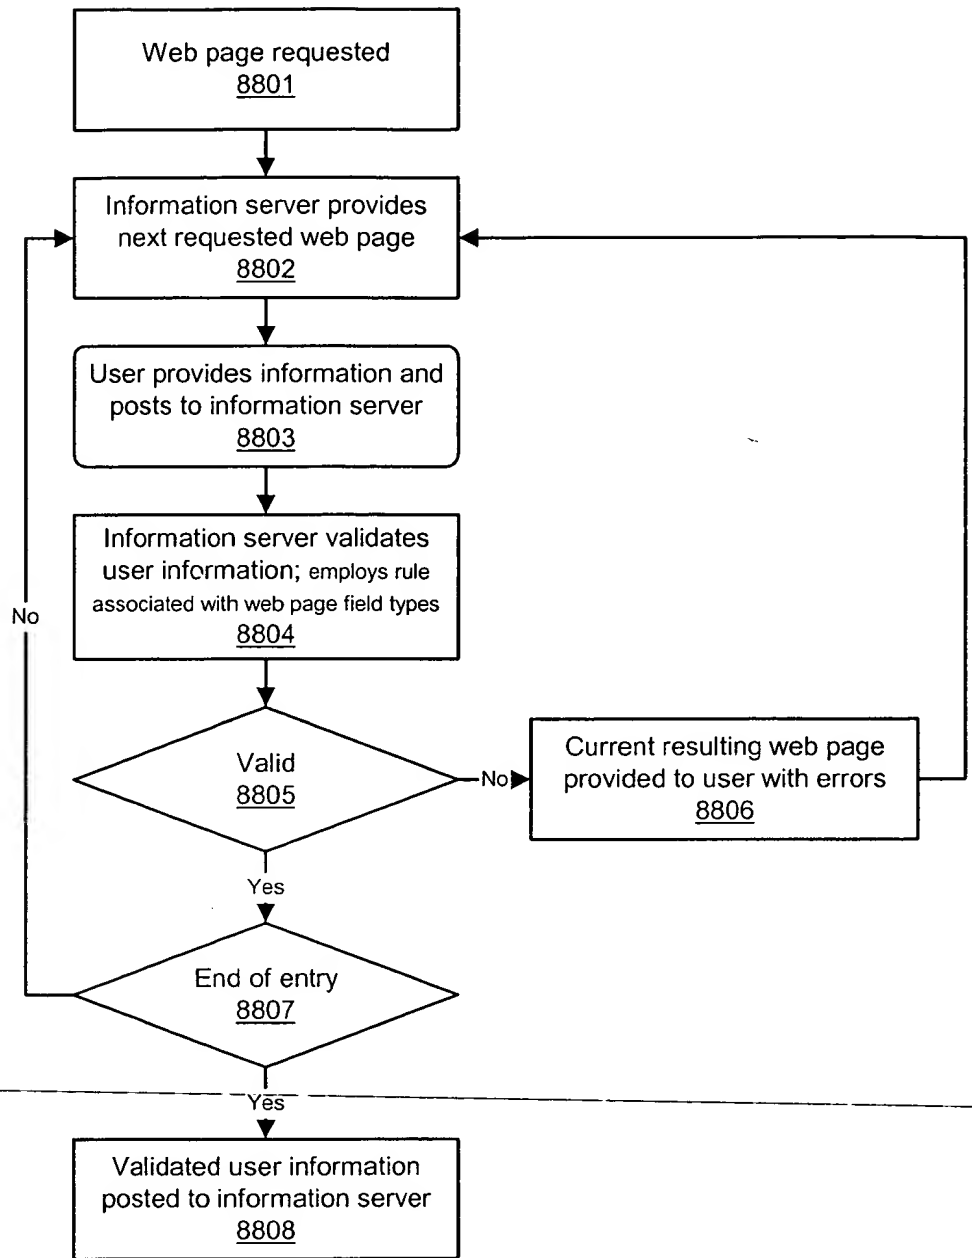 Web page requested
8801
Information server provides
next requested web page
8802
User provides information and
posts to information server
8803
Information server validates
user information; employs rule
associated with web page field types
8804
No
Valid
8805
No
Current resulting web page
provided to user with errors
8806
Yes
End of entry
8807
Yes
Validated user information
posted to information server
8808